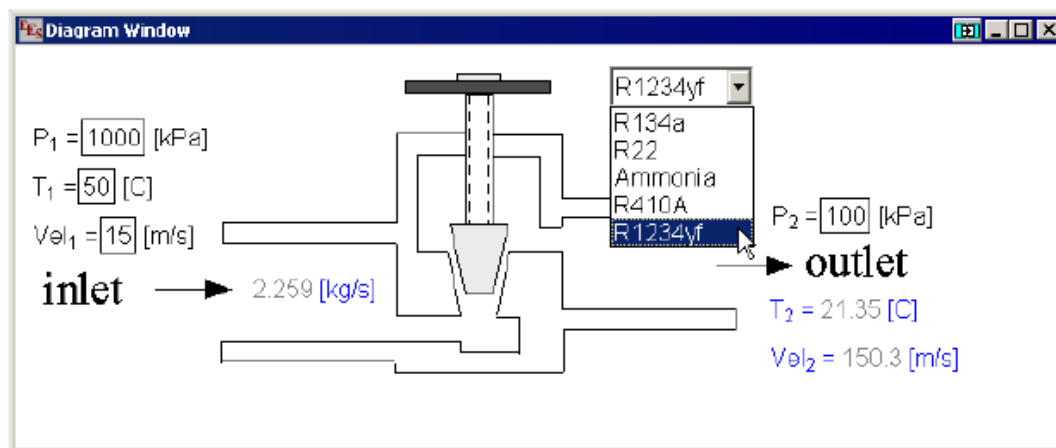 EES Diagram Window
R1234yf
R134a
R22
Ammonia
R410A
R1234yf
P₁ = 1000 [kPa]
T₁ = 50 [C]
Vel₁ = 15 [m/s]
inlet
2.259 [kg/s]
P₂ = 100 [kPa]
outlet
T₂ = 21.35 [C]
Vel₂ = 150.3 [m/s]